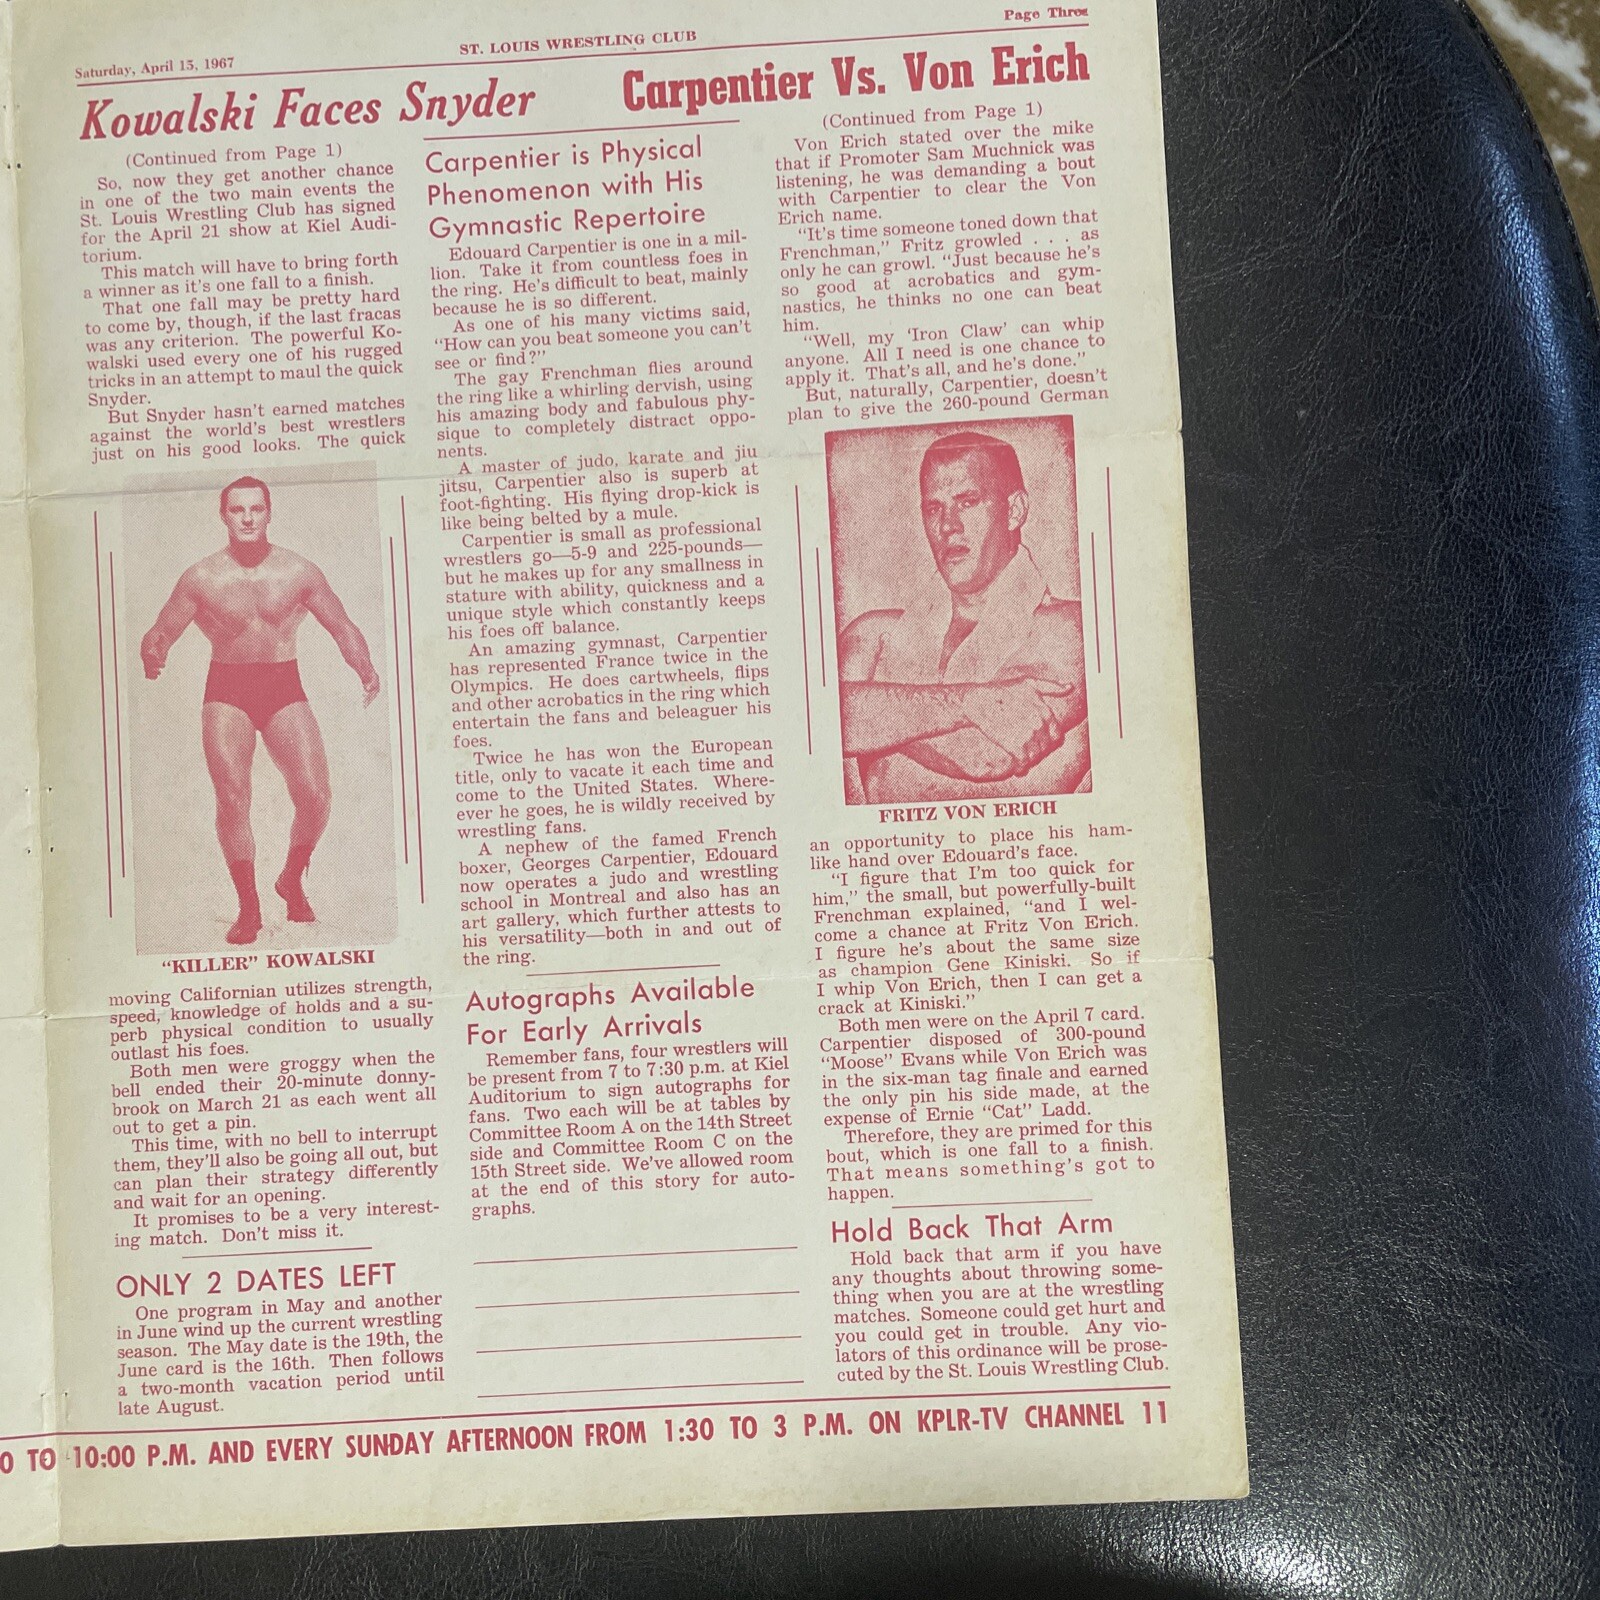 Saturday, April 15, 1967
ST. LOUIS WRESTLING CLUB
Page Three
Kowalski Faces Snyder
(Continued from Page 1)
So, now they get another chance
in one of the two main events the
St. Louis Wrestling Club has signed
for the April 21 show at Kiel Audi-
torium.
This match will have to bring forth
a winner as it's one fall to a finish.
That one fall may be pretty hard
to come by, though, if the last fracas
was any criterion. The powerful Ko-
walski used every one of his rugged
tricks in an attempt to maul the quick
Snyder.
But Snyder hasn't earned matches
against the world's best wrestlers
just on his good looks. The quick
"KILLER" KOWALSKI
moving Californian utilizes strength,
speed, knowledge of holds and a su-
perb physical condition to usually
outlast his foes.
Both men were groggy when the
bell ended their 20-minute donny-
brook on March 21 as each went all
out to get a pin.
This time, with no bell to interrupt
them, they'll also be going all out, but
can plan their strategy differently
and wait for an opening.
It promises to be a very interest-
ing match. Don't miss it.
ONLY 2 DATES LEFT
One program in May and another
in June wind up the current wrestling
season. The May date is the 19th, the
June card is the 16th. Then follows
a two-month vacation period until
late August.
Carpentier is Physical
Phenomenon with His
Gymnastic Repertoire
Edouard Carpentier is one in a mil-
lion. Take it from countless foes in
the ring. He's difficult to beat, mainly
because he is so different.
As one of his many victims said,
"How can you beat someone you can't
see or find?"
The gay Frenchman flies around
the ring like a whirling dervish, using
his amazing body and fabulous phy-
sique to completely distract oppo-
nents.
A master of judo, karate and jiu
jitsu, Carpentier also is superb at
foot-fighting. His flying drop-kick is
like being belted by a mule.
Carpentier is small as professional
wrestlers go—5-9 and 225-pounds—
but he makes up for any smallness in
stature with ability, quickness and a
unique style which constantly keeps
his foes off balance.
An amazing gymnast, Carpentier
has represented France twice in the
Olympics. He does cartwheels, flips
and other acrobatics in the ring which
entertain the fans and beleaguer his
foes.
Twice he has won the European
title, only to vacate it each time and
come to the United States. Where-
ever he goes, he is wildly received by
wrestling fans.
A nephew of the famed French
boxer, Georges Carpentier, Edouard
now operates a judo and wrestling
school in Montreal and also has an
art gallery, which further attests to
his versatility—both in and out of
the ring.
Autographs Available
For Early Arrivals
Remember fans, four wrestlers will
be present from 7 to 7:30 p.m. at Kiel
Auditorium to sign autographs for
fans. Two each will be at tables by
Committee Room A on the 14th Street
side and Committee Room C on the
15th Street side. We've allowed room
at the end of this story for auto-
graphs.
Carpentier Vs. Von Erich
(Continued from Page 1)
Von Erich stated over the mike
that if Promoter Sam Muchnick was
listening, he was demanding a bout
with Carpentier to clear the Von
Erich name.
"It's time someone toned down that
Frenchman," Fritz growled . . . as
only he can growl. "Just because he's
so good at acrobatics and gym-
nastics, he thinks no one can beat
him.
"Well, my 'Iron Claw' can whip
anyone. All I need is one chance to
apply it. That's all, and he's done."
But, naturally, Carpentier, doesn't
plan to give the 260-pound German
FRITZ VON ERICH
an opportunity to place his ham-
like hand over Edouard's face.
"I figure that I'm too quick for
him," the small, but powerfully-built
Frenchman explained, "and I wel-
come a chance at Fritz Von Erich.
I figure he's about the same size
as champion Gene Kiniski. So if
I whip Von Erich, then I can get a
crack at Kiniski."
Both men were on the April 7 card.
Carpentier disposed of 300-pound
"Moose" Evans while Von Erich was
in the six-man tag finale and earned
the only pin his side made, at the
expense of Ernie "Cat" Ladd.
Therefore, they are primed for this
bout, which is one fall to a finish.
That means something's got to
happen.
Hold Back That Arm
Hold back that arm if you have
any thoughts about throwing some-
thing when you are at the wrestling
matches. Someone could get hurt and
you could get in trouble. Any vio-
lators of this ordinance will be prose-
cuted by the St. Louis Wrestling Club.
0 TO 10:00 P.M. AND EVERY SUNDAY AFTERNOON FROM 1:30 TO 3 P.M. ON KPLR-TV CHANNEL 11